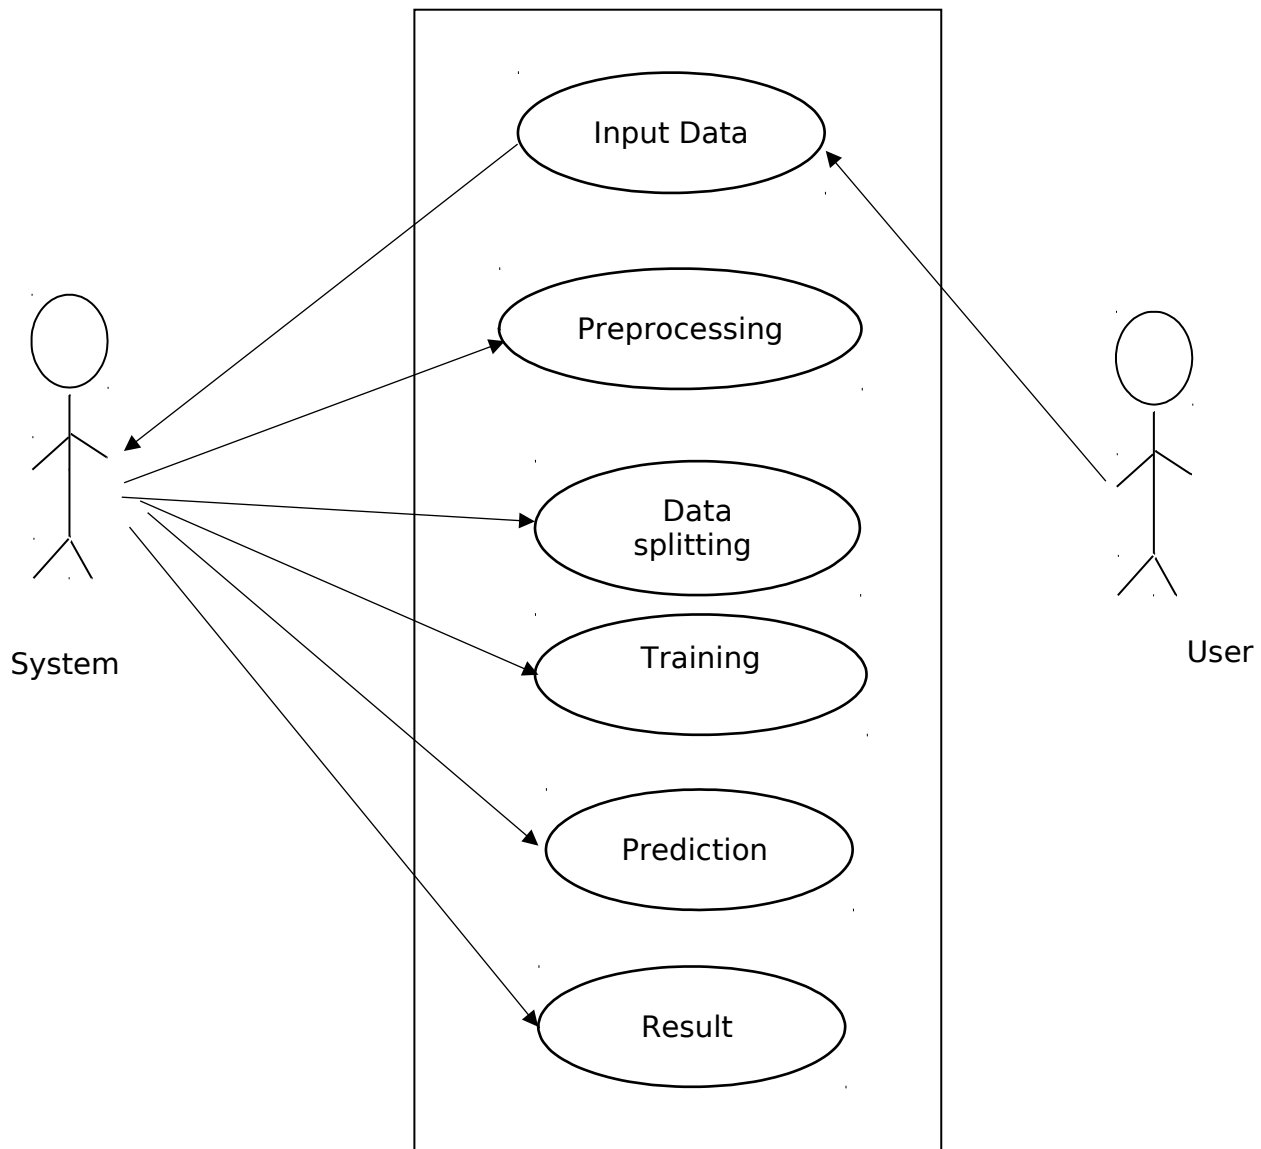 Input Data
Preprocessing
Data
splitting
Training
System
User
Prediction
Result